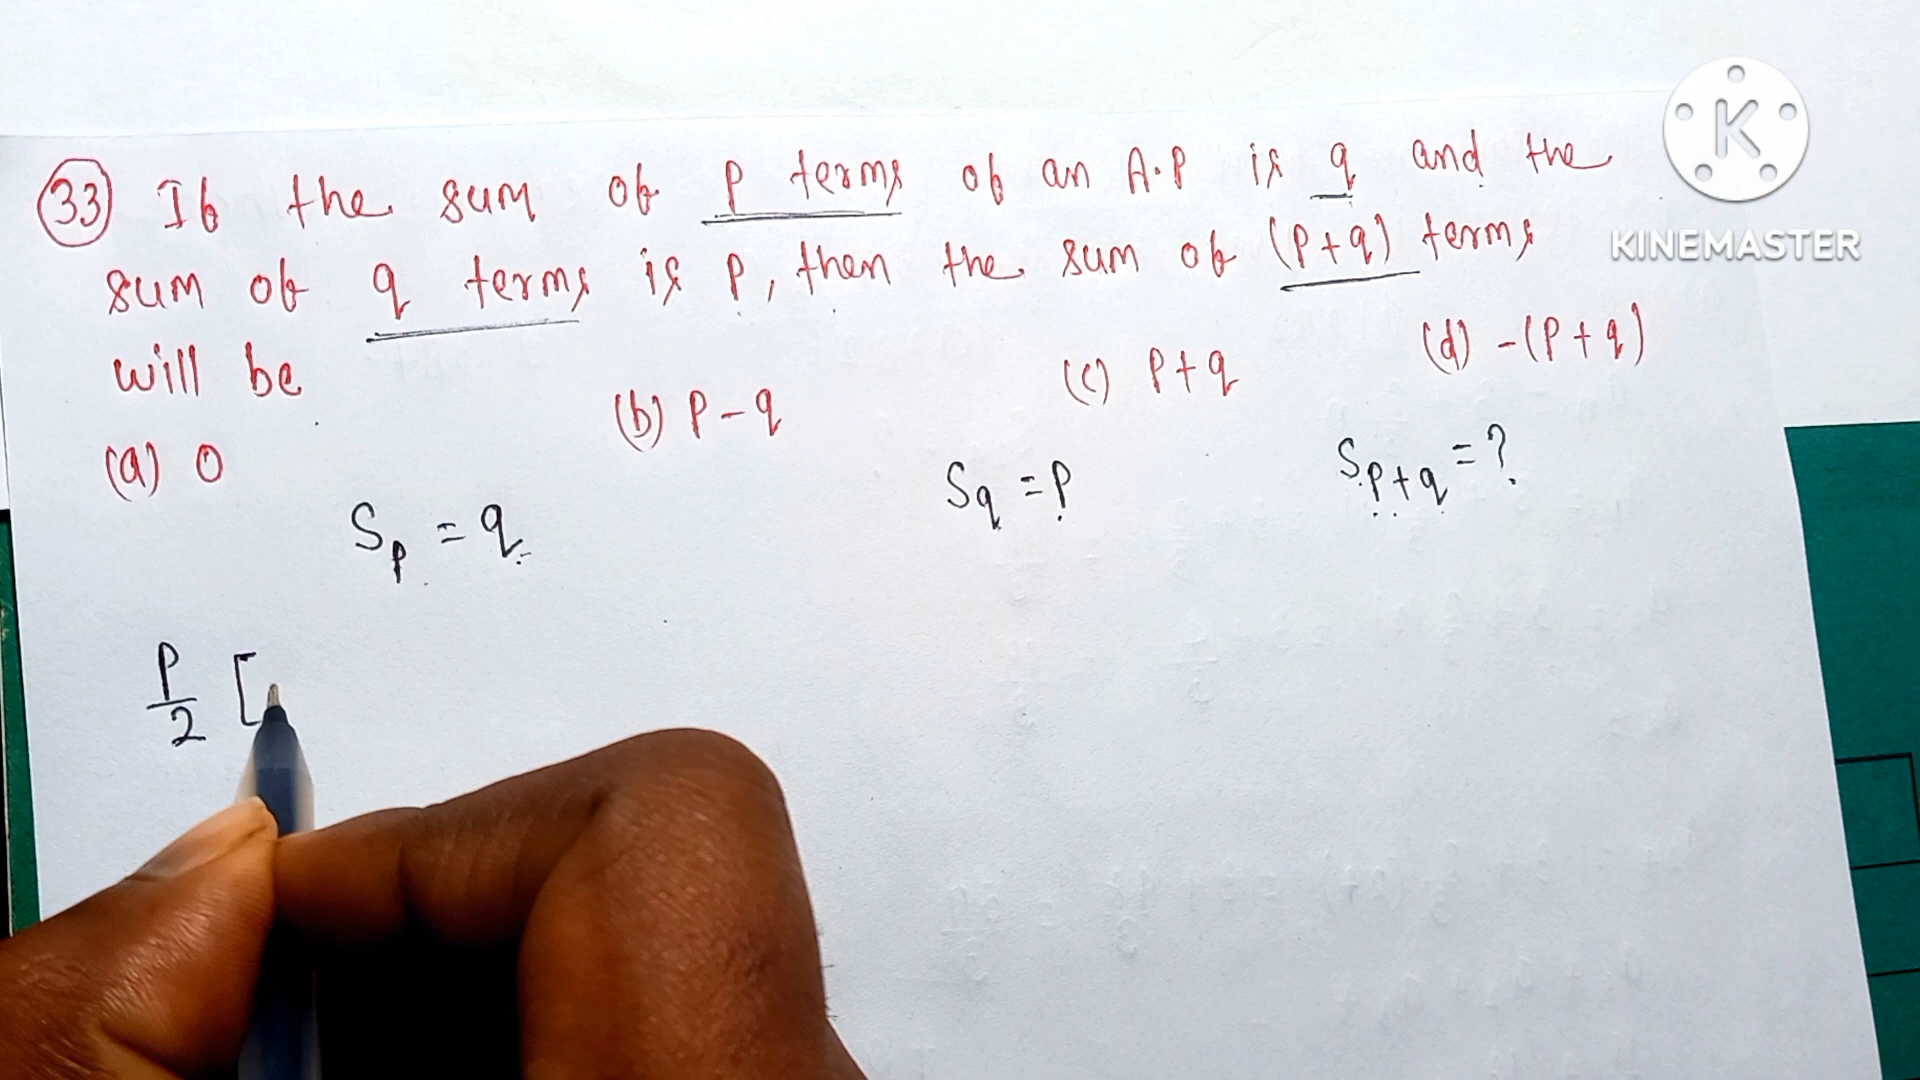 33 If the sum of P terms of an A.P is q and the
sum of q terms is P, then the sum of (P+q) terms
will be
(a) 0 (b) P-q (c) P+q (d) -(P+q)
Sp = q Sq = P Sp+q = ?
P/2 [
K
KINEMASTER